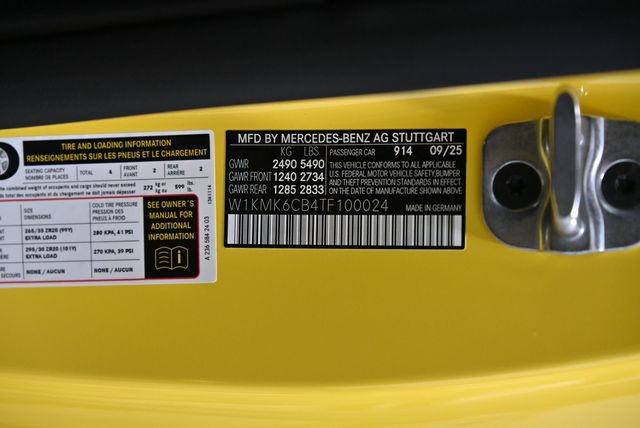 TIRE AND LOADING INFORMATION
RENSEIGNEMENTS SUR LES PNEUS ET LE CHARGEMENT
SEATING CAPACITY
NOMBRE DE PLACES
TOTAL 4
FRONT
AVANT 2
REAR
ARRIÈRE 2
combined weight of occupants and cargo should never exceed
272 kg or
ou 599 lbs.
lb.
SIZE
DIMENSIONS
COLD TIRE PRESSURE
PRESSION DES
PNEUS À FROID
265/35 ZR20 (99Y)
EXTRA LOAD
280 KPA, 41 PSI
295/30 ZR20 (101Y)
EXTRA LOAD
270 KPA, 39 PSI
NONE / AUCUN
NONE / AUCUN
SEE OWNER'S
MANUAL FOR
ADDITIONAL
INFORMATION
A 236 584 24 03
MFD BY MERCEDES-BENZ AG STUTTGART
KG LBS
GVWR 2490 5490
GAWR FRONT 1240 2734
GAWR REAR 1285 2833
PASSENGER CAR 914 09/25
THIS VEHICLE CONFORMS TO ALL APPLICABLE
U.S. FEDERAL MOTOR VEHICLE SAFETY,BUMPER
AND THEFT PREVENTION STANDARDS IN EFFECT
ON THE DATE OF MANUFACTURE SHOWN ABOVE
W1KMK6CB4TF100024
MADE IN GERMANY